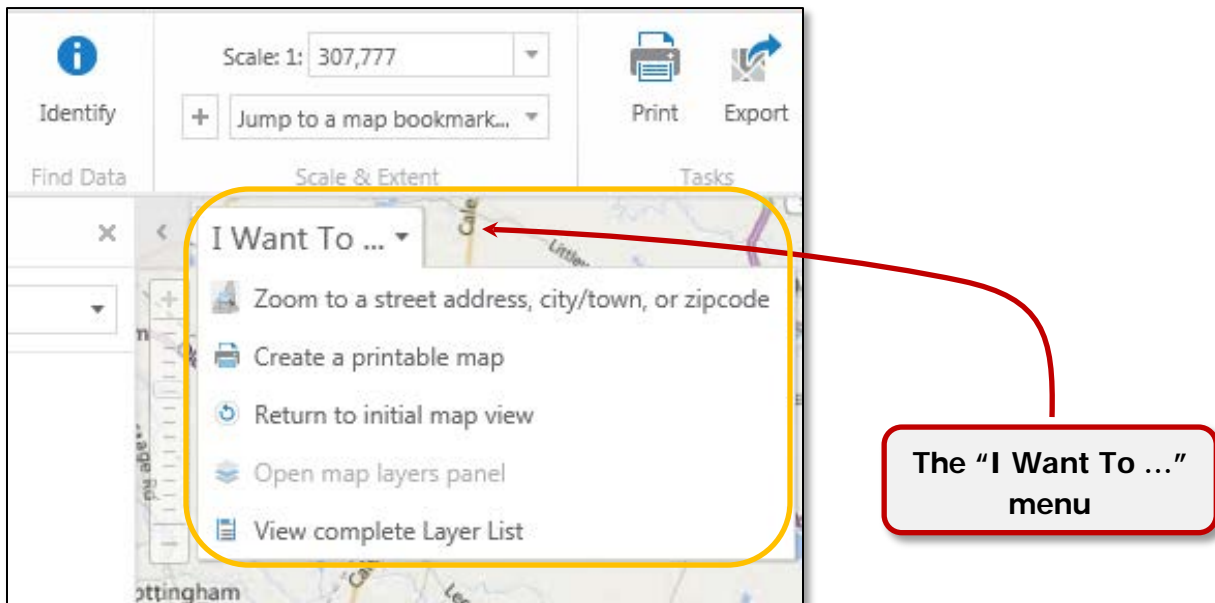 Scale: 1: 307,777
Identify
Jump to a map bookmark...
Print
Export
Find Data
Scale & Extent
Tasks
I Want To ...
Zoom to a street address, city/town, or zipcode
Create a printable map
Return to initial map view
Open map layers panel
View complete Layer List
ottingham
The “I Want To …”
menu